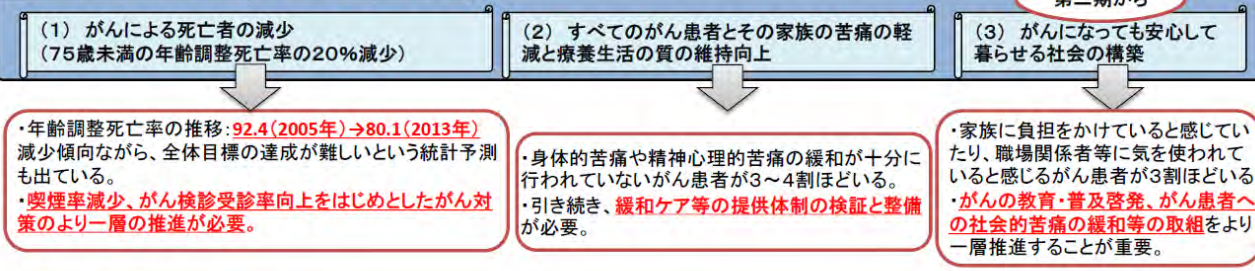 第二期から
(1) がんによる死亡者の減少
(75歳未満の年齢調整死亡率の20%減少)
(2) すべてのがん患者とその家族の苦痛の軽
減と療養生活の質の維持向上
(3) がんになっても安心して
暮らせる社会の構築
・年齢調整死亡率の推移:92.4(2005年)→80.1(2013年)
減少傾向ながら、全体目標の達成が難しいという統計予測
も出ている。
・喫煙率減少、がん検診受診率向上をはじめとしたがん対
策のより一層の推進が必要。
・身体的苦痛や精神心理的苦痛の緩和が十分に
行われていないがん患者が3～4割ほどいる。
・引き続き、緩和ケア等の提供体制の検証と整備
が必要。
・家族に負担をかけていると感じてい
たり、職場関係者等に気を使われて
いると感じるがん患者が3割ほどいる
・がんの教育・普及啓発、がん患者へ
の社会的苦痛の緩和等の取組をより
一層推進することが重要。